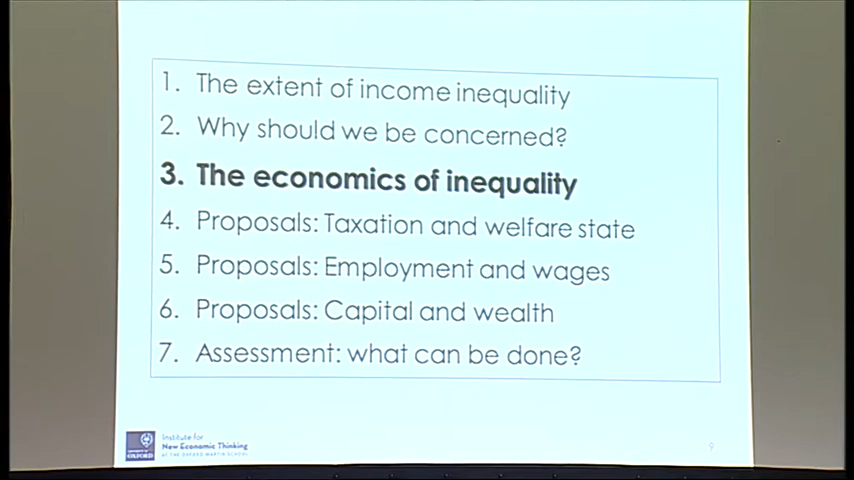 1. The extent of income inequality
2. Why should we be concerned?
3. The economics of inequality
4. Proposals: Taxation and welfare state
5. Proposals: Employment and wages
6. Proposals: Capital and wealth
7. Assessment: what can be done?
OXFORD
Institute for
New Economic Thinking
AT THE OXFORD MARTIN SCHOOL
9